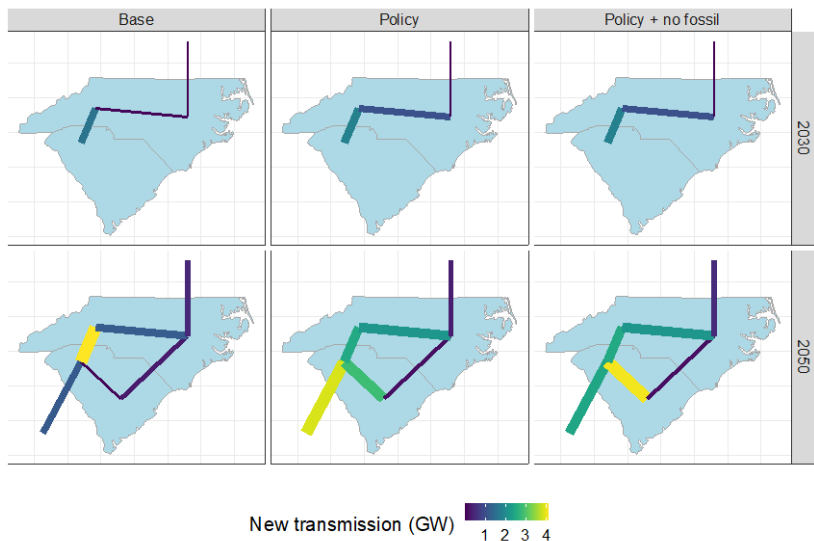 Base Policy Policy + no fossil
2030
2050
New transmission (GW)
1 2 3 4